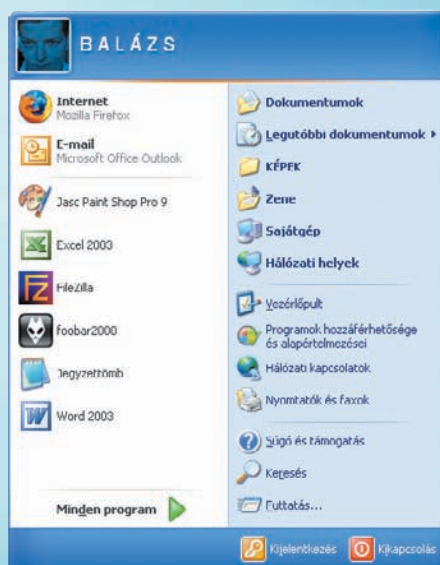 BALÁZS
Internet
Mozilla Firefox
E-mail
Microsoft Office Outlook
Jasc Paint Shop Pro 9
Excel 2003
FileZilla
foobar2000
Jegyzettömb
Word 2003
Minden program
Dokumentumok
Legutóbbi dokumentumok
KÉPEK
Zene
Sajátgép
Hálózati helyek
Vezérlőpult
Programok hozzáférhetősége
és alapértelmezései
Hálózati kapcsolatok
Nyomtatók és faxok
Súgó és támogatás
Keresés
Futtatás...
Kijelentkezés
Kikapcsolás